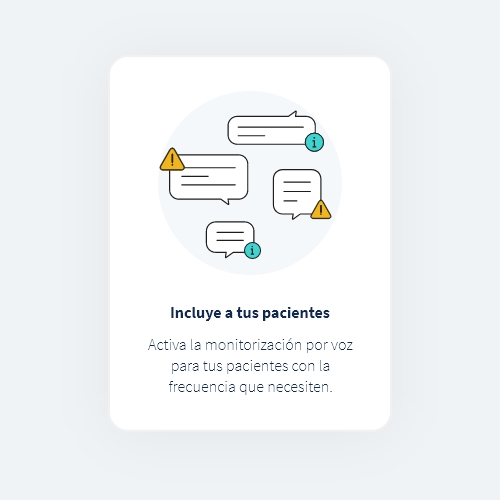 Incluye a tus pacientes
Activa la monitorización por voz
para tus pacientes con la
frecuencia que necesiten.